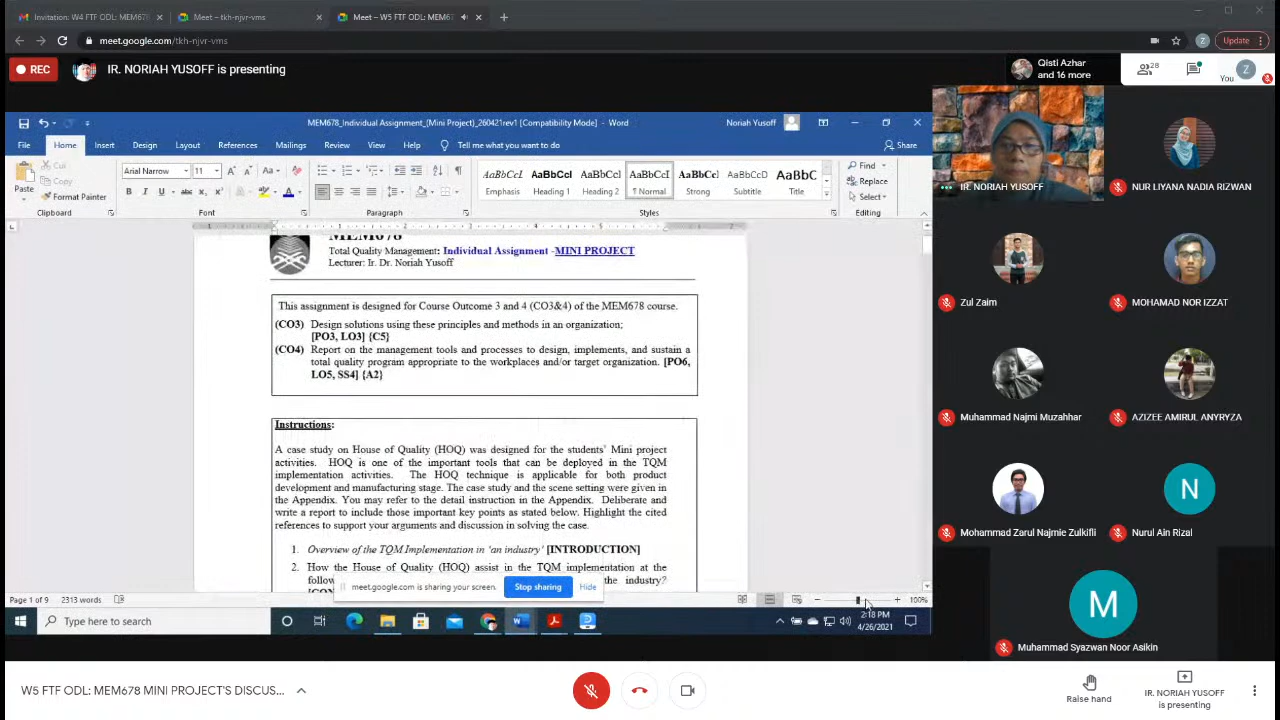 Invitation: W4 FTF ODL: MEM678
Meet – tkh-njvr-vms
Meet – W5 FTF ODL: MEM6
meet.google.com/tkh-njvr-vms
Z
Update
REC
IR. NORIAH YUSOFF is presenting
Qisti Azhar
and 16 more
28
You
Z
MEM678_Individual Assignment_(Mini Project)_260421rev1 [Compatibility Mode] - Word
Noriah Yusoff
File Home Insert Design Layout References Mailings Review View Help Tell me what you want to do Share
Paste
Cut
Copy
Format Painter
Clipboard
Arial Narrow 11
Font
Paragraph
AaBbCcL AaBbCcl AaBbCcl AaBbCcl AaBbCc AaBbCcD AaBbC
Emphasis Heading 1 Heading 2 ¶ Normal Strong Subtitle Title
Styles
Find
Replace
Select
Editing
MEM678
Total Quality Management: Individual Assignment -MINI PROJECT
Lecturer: Ir. Dr. Noriah Yusoff
This assignment is designed for Course Outcome 3 and 4 (CO3&4) of the MEM678 course.
(CO3) Design solutions using these principles and methods in an organization;
[PO3, LO3] {C5}
(CO4) Report on the management tools and processes to design, implements, and sustain a
total quality program appropriate to the workplaces and/or target organization. [PO6,
LO5, SS4] {A2}
Instructions:
A case study on House of Quality (HOQ) was designed for the students' Mini project
activities. HOQ is one of the important tools that can be deployed in the TQM
implementation activities. The HOQ technique is applicable for both product
development and manufacturing stage. The case study and the scene setting were given in
the Appendix. You may refer to the detail instruction in the Appendix. Deliberate and
write a report to include those important key points as stated below. Highlight the cited
references to support your arguments and discussion in solving the case.
1. Overview of the TQM Implementation in 'an industry' [INTRODUCTION]
2. How the House of Quality (HOQ) assist in the TQM implementation at the
follow
the industry?
meet.google.com is sharing your screen.
Stop sharing
Hide
Page 1 of 9 2313 words
100%
Type here to search
2:18 PM
4/26/2021
IR. NORIAH YUSOFF
NUR LIYANA NADIA RIZWAN
Zul Zaim
MOHAMAD NOR IZZAT
Muhammad Najmi Muzahhar
AZIZEE AMIRUL ANYRYZA
Mohammad Zarul Najmie Zulkifli
N
Nurul Ain Rizal
M
Muhammad Syazwan Noor Asikin
W5 FTF ODL: MEM678 MINI PROJECT'S DISCUS...
Raise hand
IR. NORIAH YUSOFF
is presenting